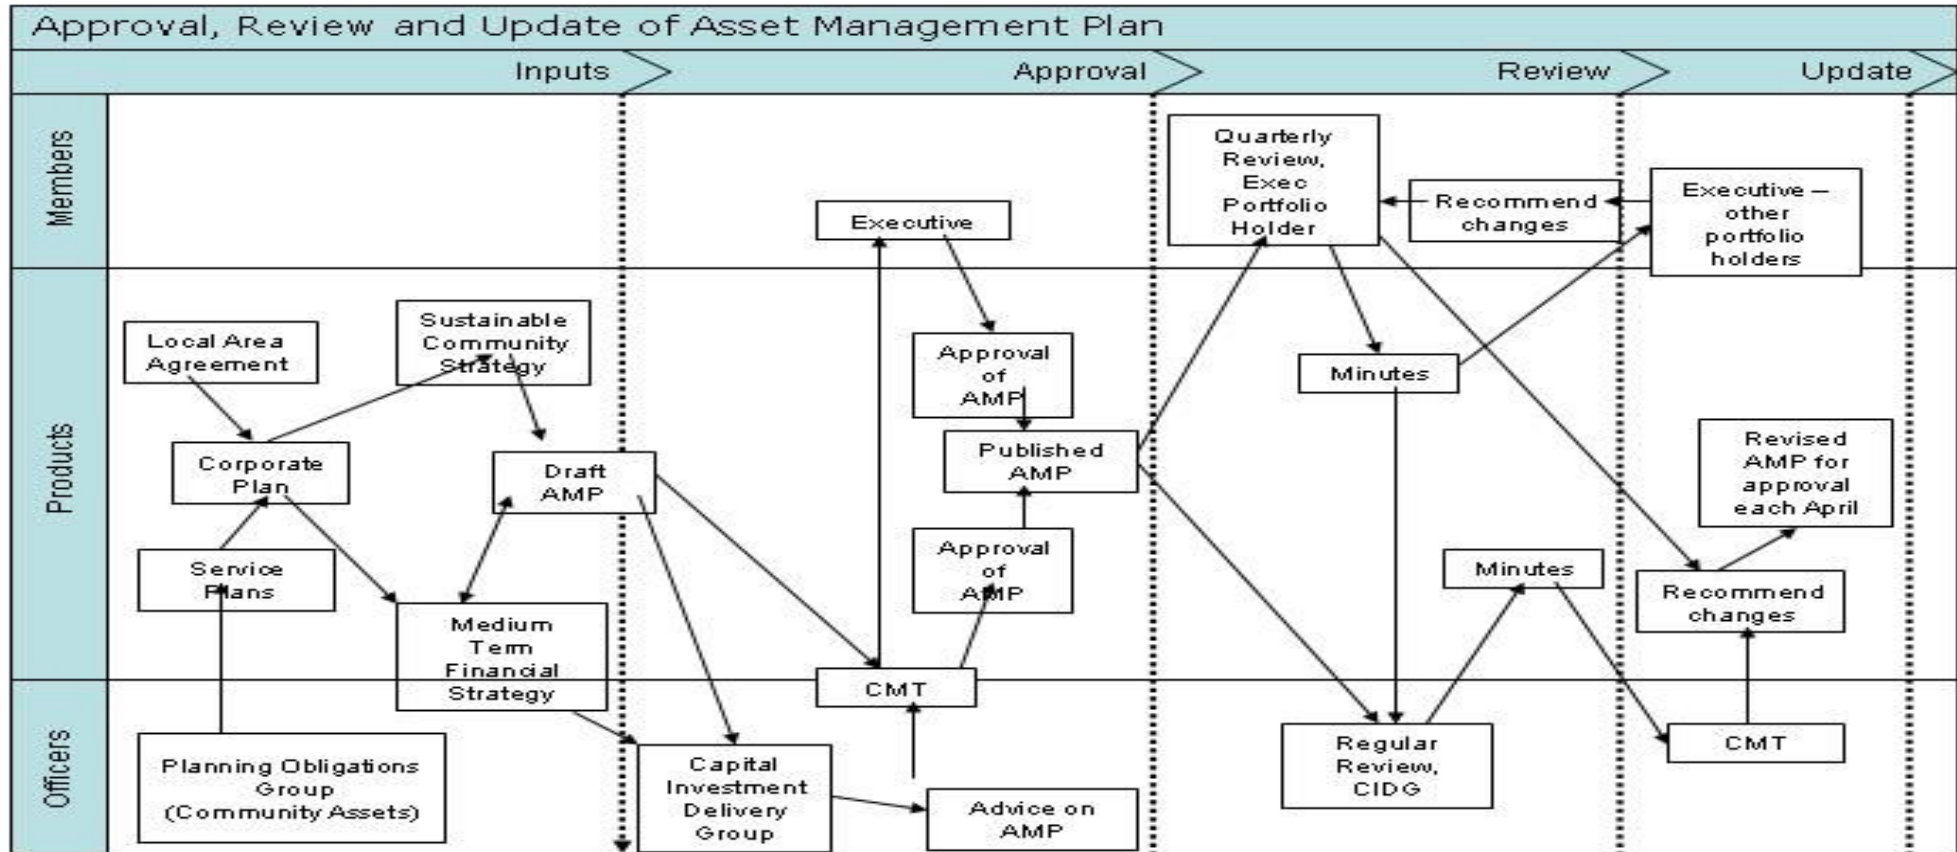 Approval, Review and Update of Asset Management Plan
Inputs
Approval
Review
Update
Members
Quarterly
Review,
Exec
Portfolio
Holder
Recommend
changes
Executive –
other
portfolio
holders
Executive
Products
Local Area
Agreement
Sustainable
Community
Strategy
Approval
of
AMP
Minutes
Corporate
Plan
Draft
AMP
Published
AMP
Revised
AMP for
approval
each April
Service
Plans
Approval
of
AMP
Minutes
Recommend
changes
Medium
Term
Financial
Strategy
CMT
Officers
Planning Obligations
Group
(Community Assets)
Capital
Investment
Delivery
Group
Advice on
AMP
Regular
Review,
CIDG
CMT